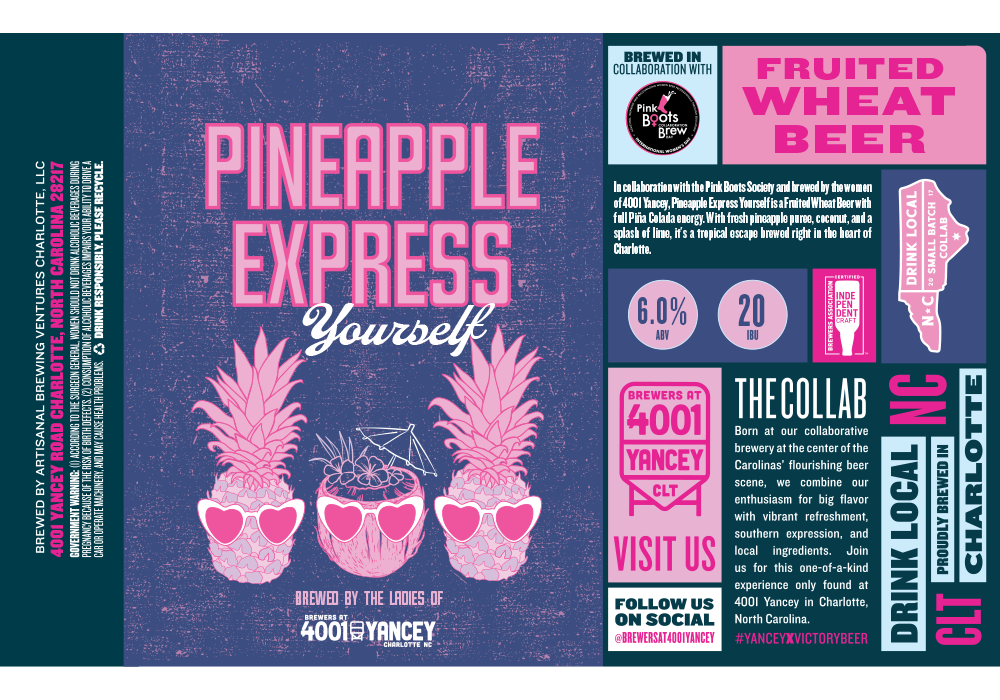 BREWED BY ARTISANAL BREWING VENTURES CHARLOTTE, LLC
4001 YANCEY ROAD CHARLOTTE, NORTH CAROLINA 28217
GOVERNMENT WARNING: (1) ACCORDING TO THE SURGEON GENERAL, WOMEN SHOULD NOT DRINK ALCOHOLIC BEVERAGES DURING
PREGNANCY BECAUSE OF THE RISK OF BIRTH DEFECTS. (2) CONSUMPTION OF ALCOHOLIC BEVERAGES IMPAIRS YOUR ABILITY TO DRIVE A
CAR OR OPERATE MACHINERY, AND MAY CAUSE HEALTH PROBLEMS. DRINK RESPONSIBLY. PLEASE RECYCLE.
PINEAPPLE
EXPRESS
Yourself
BREWED BY THE LADIES OF
BREWERS AT
4001 YANCEY
CHARLOTTE NC
BREWED IN
COLLABORATION WITH
Pink
Boots
COLLABORATION
Brew
DAY
INTERNATIONAL WOMEN'S DAY
FRUITED
WHEAT
BEER
In collaboration with the Pink Boots Society and brewed by the women
of 4001 Yancey, Pineapple Express Yourself is a Fruited Wheat Beer with
full Piña Colada energy. With fresh pineapple puree, coconut, and a
splash of lime, it's a tropical escape brewed right in the heart of
Charlotte.
6.0%
ABV
20
IBU
CERTIFIED
BREWERS ASSOCIATION
INDE
PEN
DENT
CRAFT
DRINK LOCAL
20 SMALL BATCH 17
COLLAB
N C
BREWERS AT
4001
YANCEY
CLT
VISIT US
FOLLOW US
ON SOCIAL
@BREWERSAT4001YANCEY
THE COLLAB
Born at our collaborative
brewery at the center of the
Carolinas' flourishing beer
scene, we combine our
enthusiasm for big flavor
with vibrant refreshment,
southern expression, and
local ingredients. Join
us for this one-of-a-kind
experience only found at
4001 Yancey in Charlotte,
North Carolina.
#YANCEYXVICTORYBEER
DRINK LOCAL
NC
PROUDLY BREWED IN
CHARLOTTE
CLT